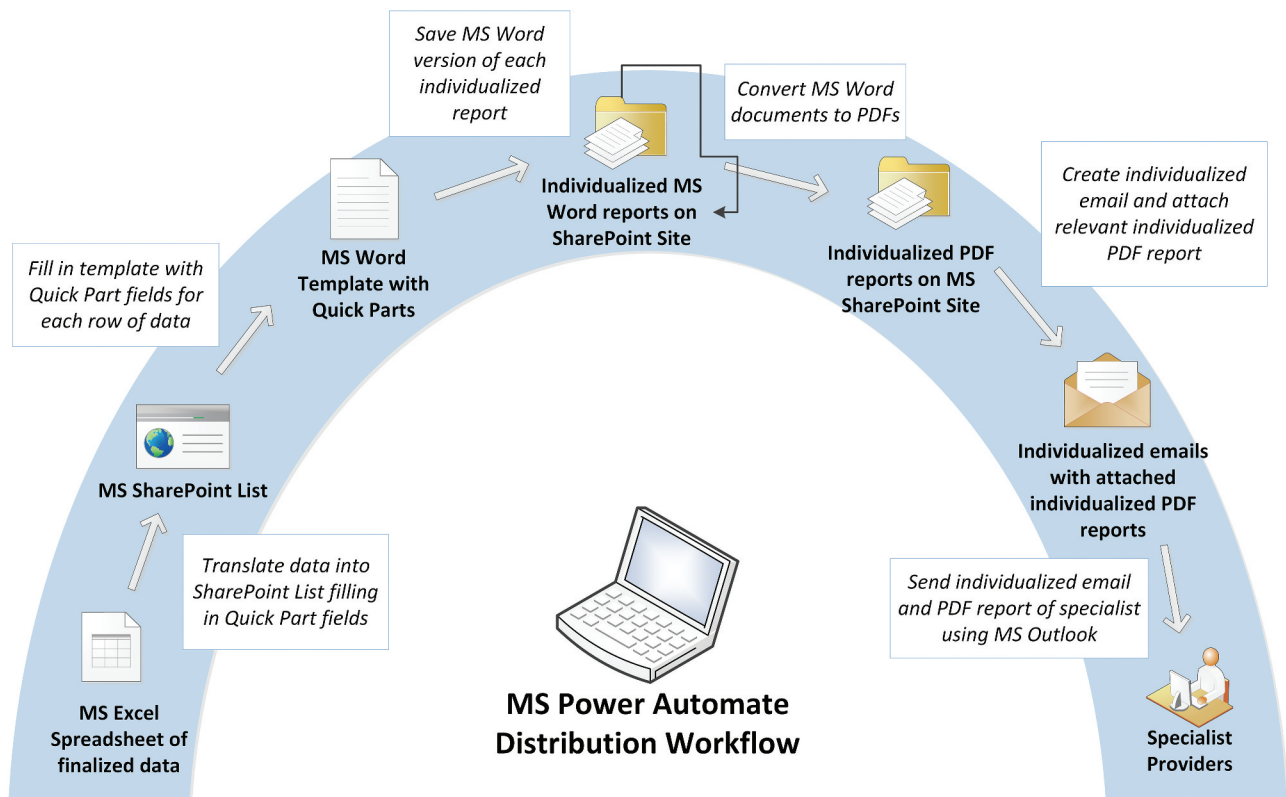 MS Excel
Spreadsheet of
finalized data
Translate data into
SharePoint List filling
in Quick Part fields
MS SharePoint List
Fill in template with
Quick Part fields for
each row of data
MS Word
Template with
Quick Parts
Save MS Word
version of each
individualized
report
Individualized MS
Word reports on
SharePoint Site
Convert MS Word
documents to PDFs
Individualized PDF
reports on MS
SharePoint Site
Create individualized
email and attach
relevant individualized
PDF report
Individualized emails
with attached
individualized PDF
reports
Send individualized email
and PDF report of specialist
using MS Outlook
Specialist
Providers
MS Power Automate
Distribution Workflow